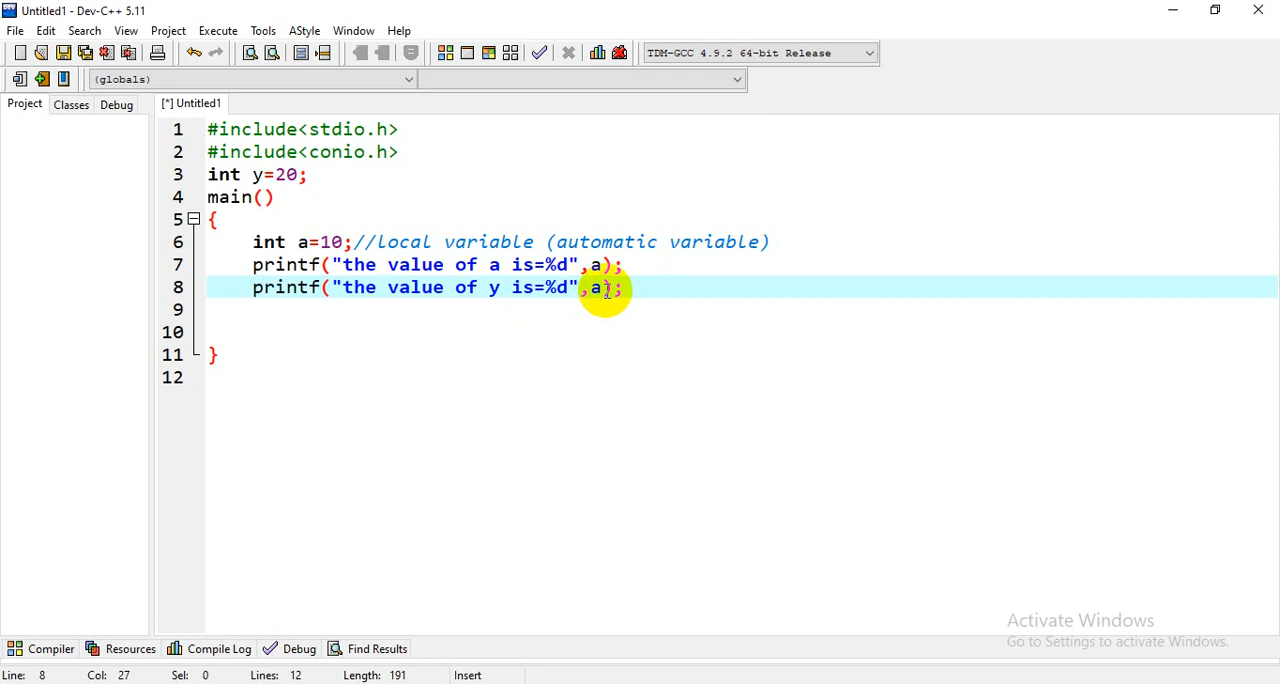 Untitled1 - Dev-C++ 5.11
File Edit Search View Project Execute Tools AStyle Window Help
TDM-GCC 4.9.2 64-bit Release
(globals)
Project Classes Debug [*] Untitled1
1 #include<stdio.h>
2 #include<conio.h>
3 int y=20;
4 main()
5 {
6 int a=10;//local variable (automatic variable)
7 printf("the value of a is=%d",a);
8 printf("the value of y is=%d",a);
9
10
11 }
12
Activate Windows
Go to Settings to activate Windows.
Compiler Resources Compile Log Debug Find Results
Line: 8 Col: 27 Sel: 0 Lines: 12 Length: 191 Insert